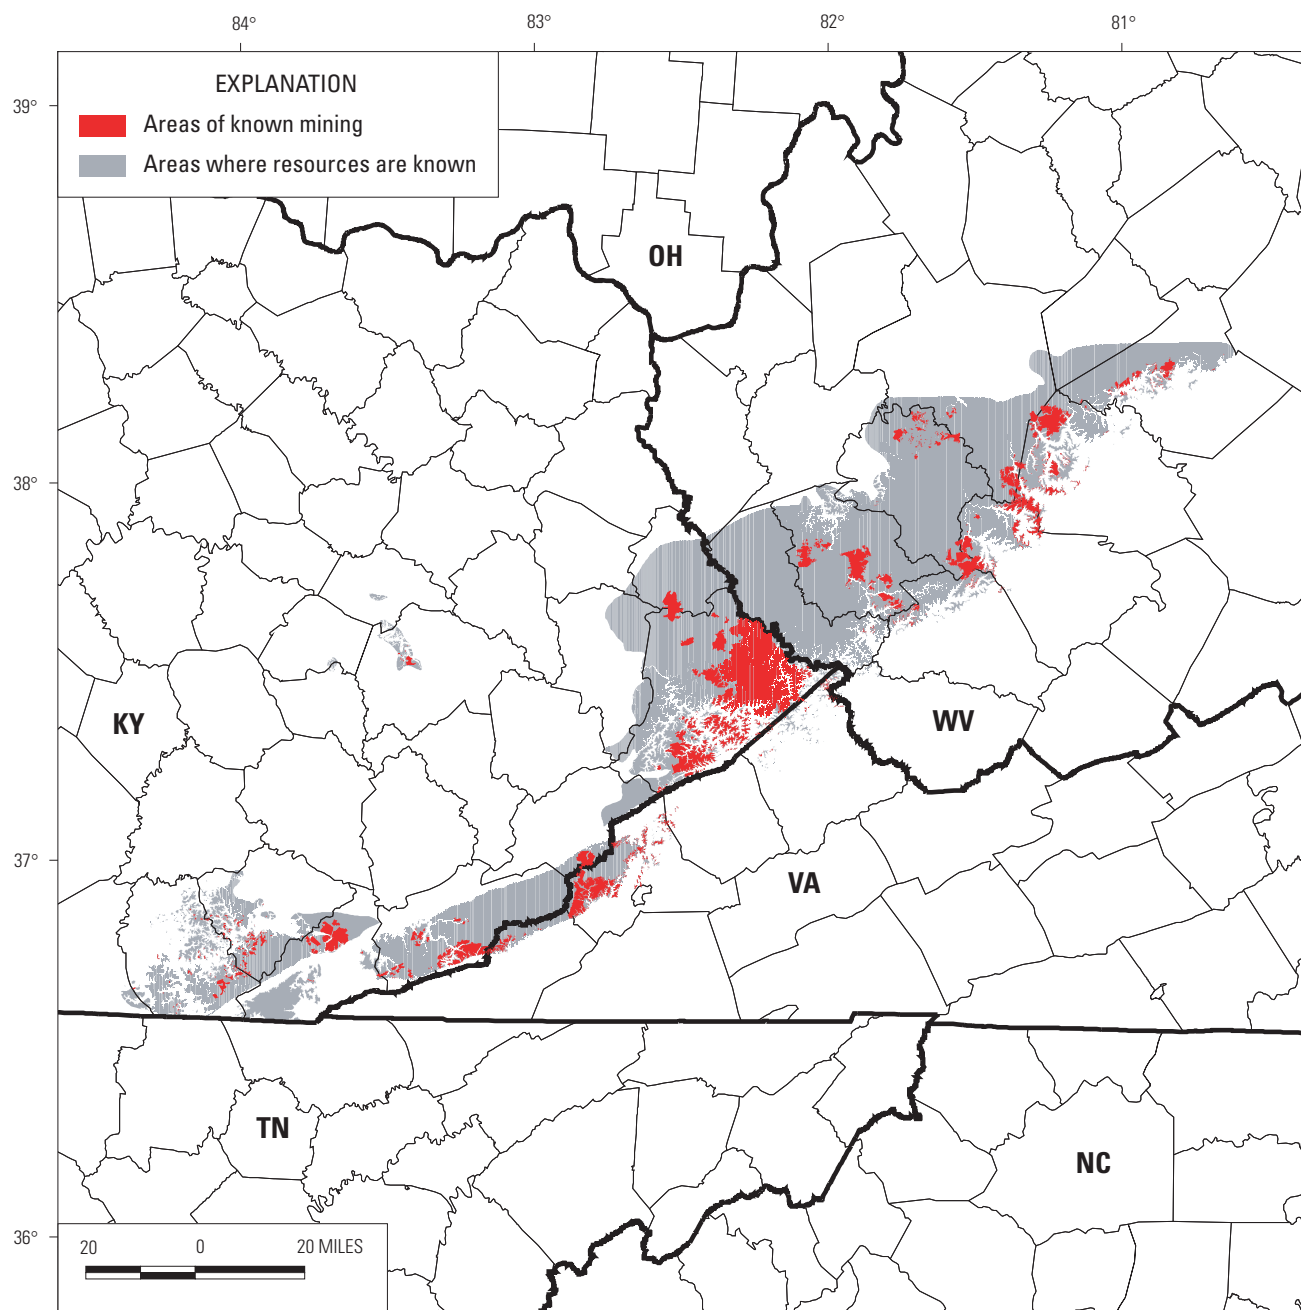 84° 83° 82° 81°
EXPLANATION
39°
Areas of known mining
Areas where resources are known
OH
38°
KY
WV
37°
VA
TN
NC
36°
20 0 20 MILES